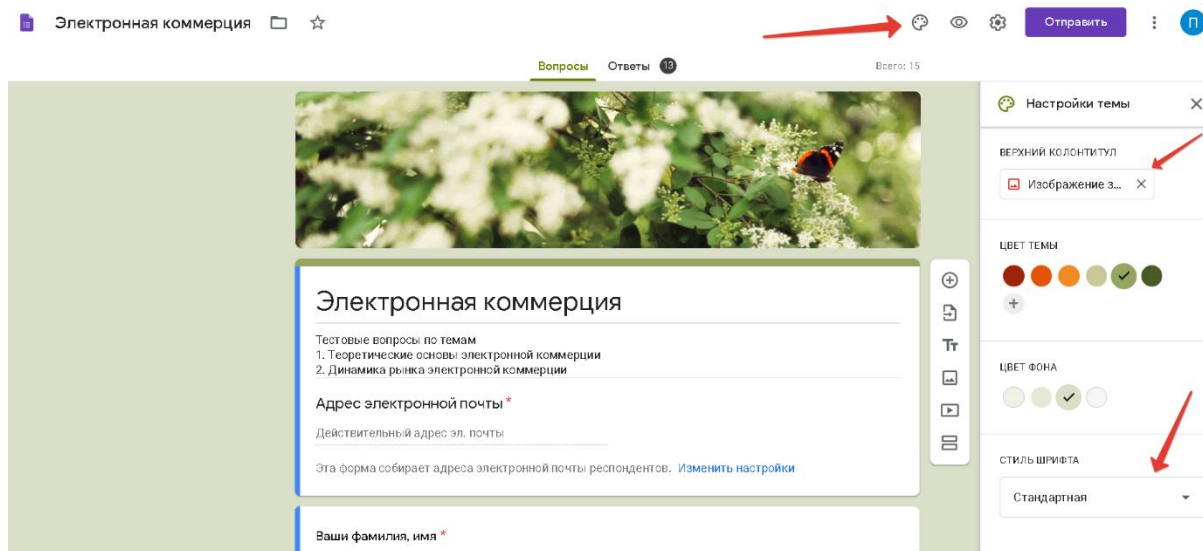 Электронная коммерция
Отправить
П
Вопросы Ответы 13
Всего: 15
Настройки темы
ВЕРХНИЙ КОЛОНТИТУЛ
Изображение з...
ЦВЕТ ТЕМЫ
ЦВЕТ ФОНА
СТИЛЬ ШРИФТА
Стандартная
Электронная коммерция
Тестовые вопросы по темам
1. Теоретические основы электронной коммерции
2. Динамика рынка электронной коммерции
Адрес электронной почты *
Действительный адрес эл. почты
Эта форма собирает адреса электронной почты респондентов. Изменить настройки
Ваши фамилия, имя *
Тт